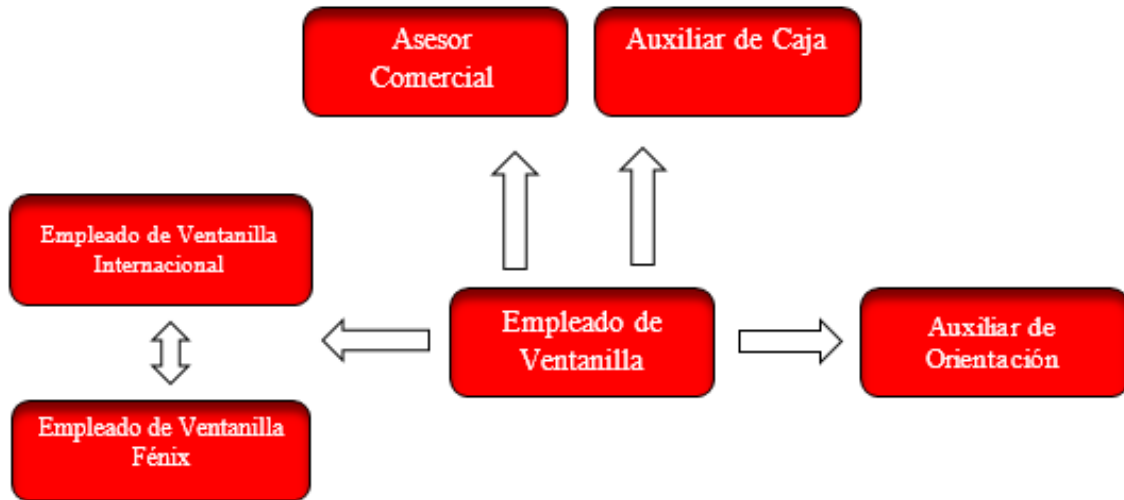 Asesor
Comercial
Auxiliar de Caja
Empleado de Ventanilla
Internacional
Empleado de
Ventanilla
Auxiliar de
Orientación
Empleado de Ventanilla
Fénix